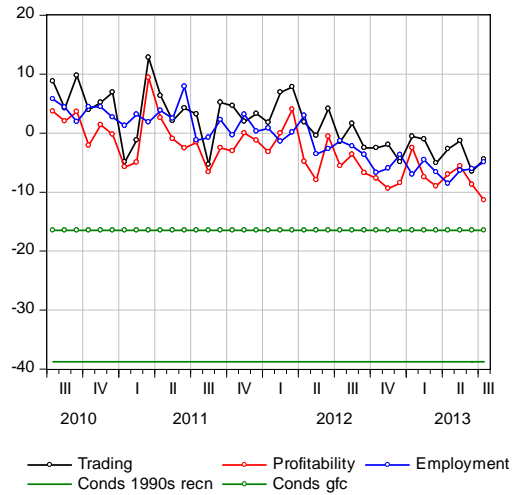 20
10
0
-10
-20
-30
-40
III IV I II III IV I II III IV I II III
2010 2011 2012 2013
Trading Profitability Employment
Conds 1990s recn Conds gfc